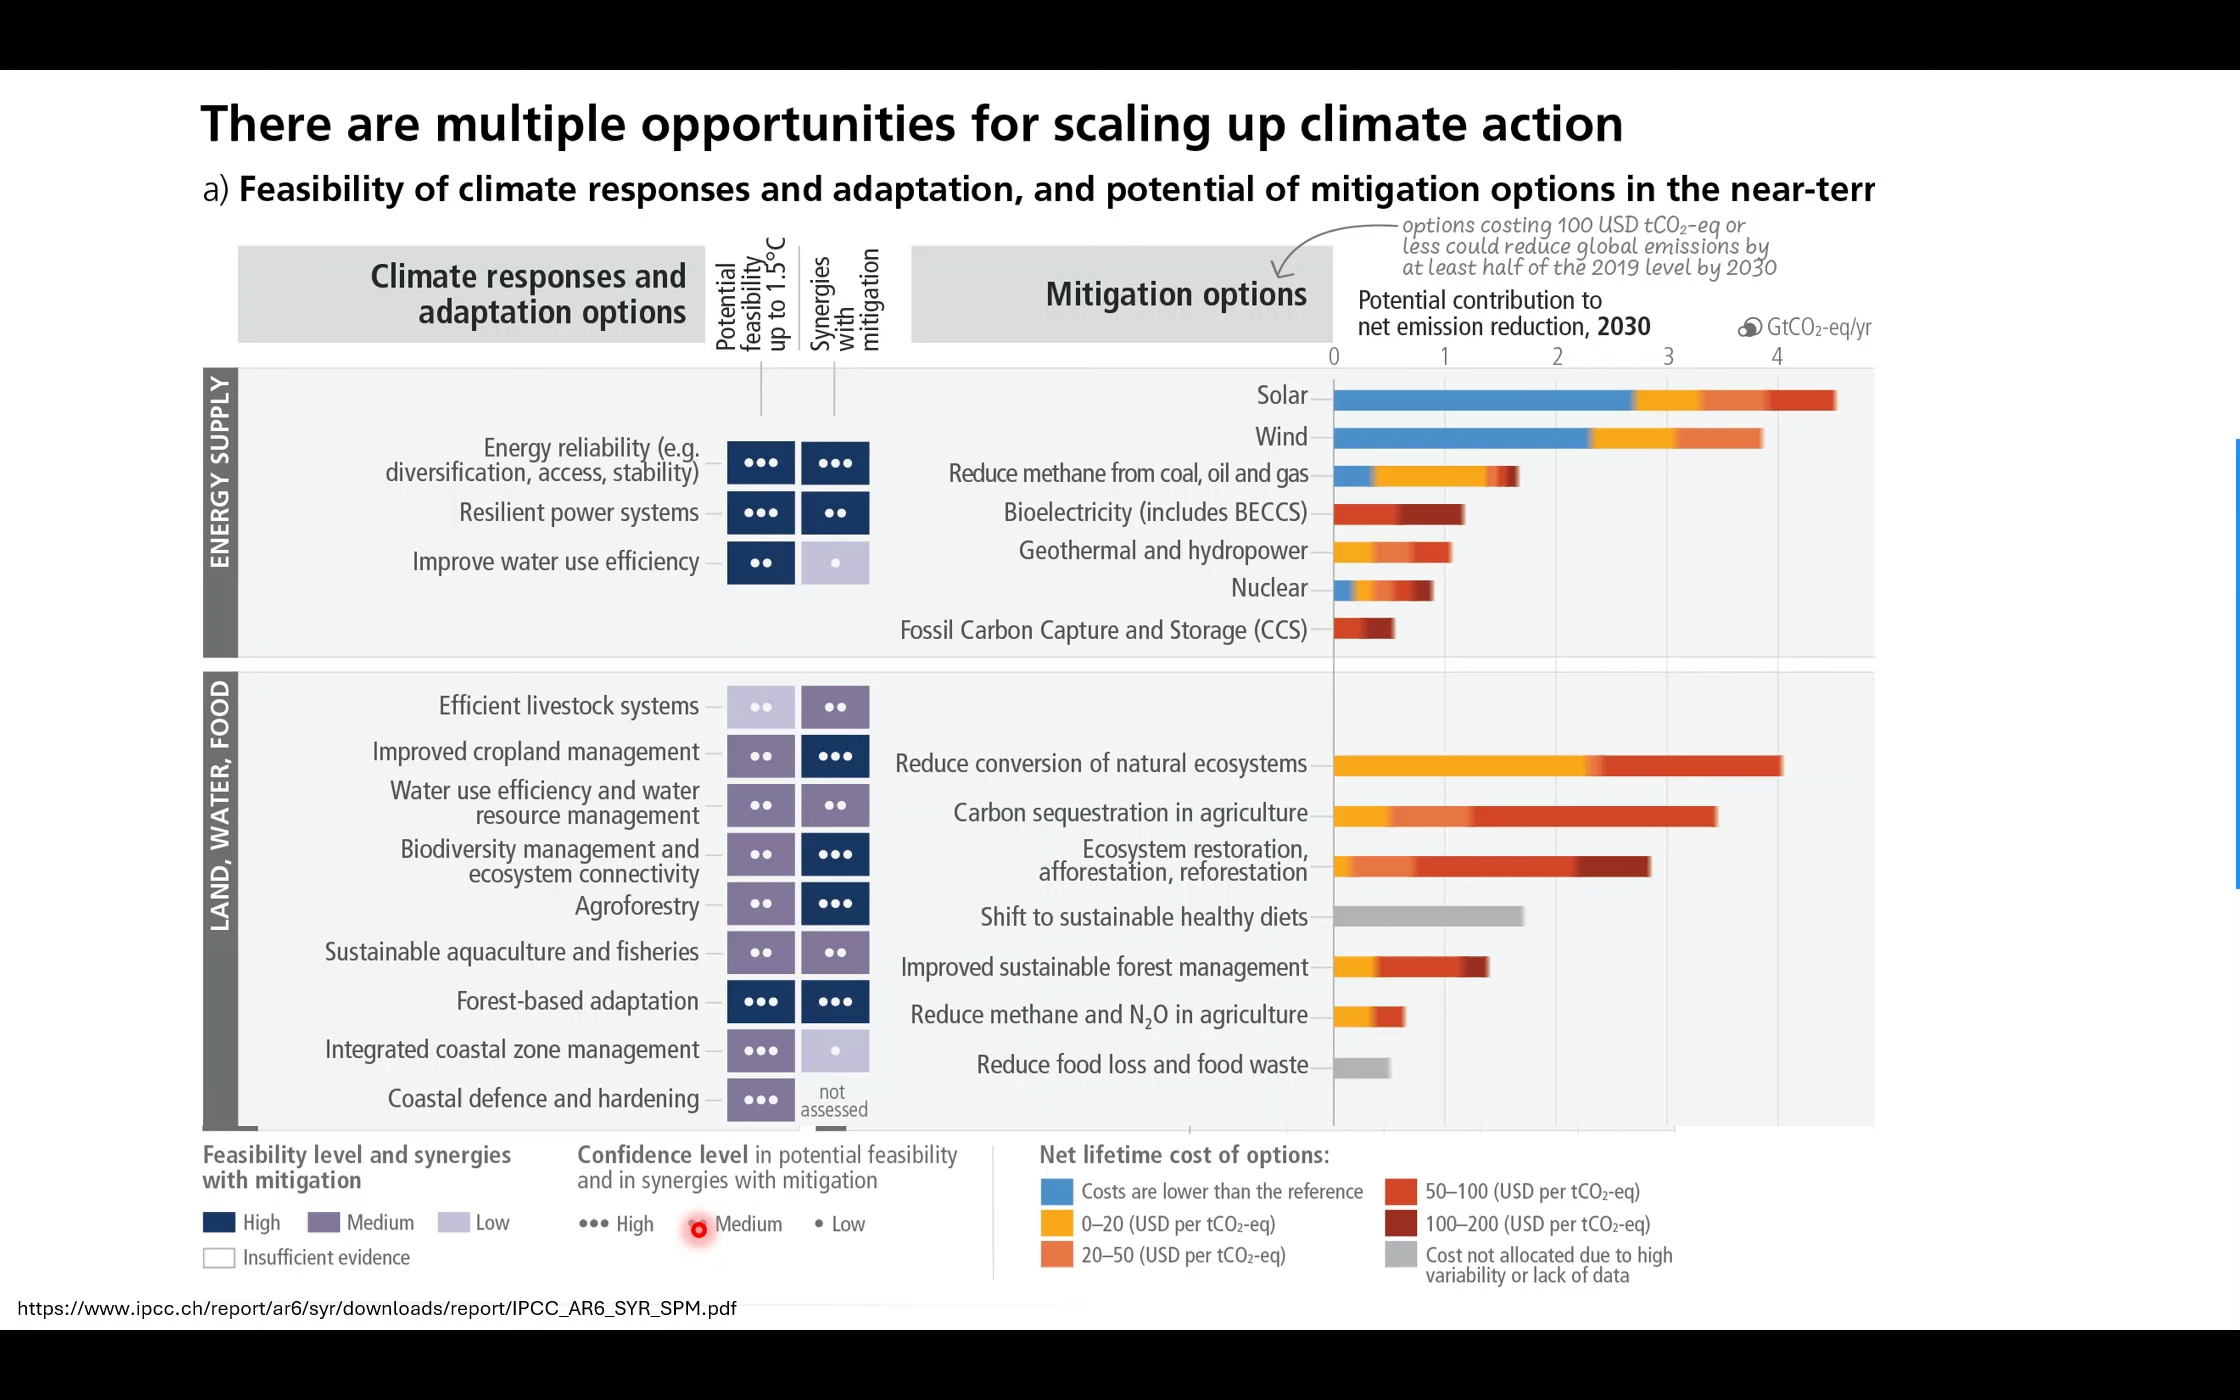 There are multiple opportunities for scaling up climate action
a) Feasibility of climate responses and adaptation, and potential of mitigation options in the near-terr
options costing 100 USD tCO₂-eq or
less could reduce global emissions by
at least half of the 2019 level by 2030
Climate responses and
adaptation options
Potential
feasibility
up to 1.5°C
Synergies
with
mitigation
Mitigation options
Potential contribution to
net emission reduction, 2030
GtCO₂-eq/yr
0 1 2 3 4
ENERGY SUPPLY
Energy reliability (e.g.
diversification, access, stability)
Resilient power systems
Improve water use efficiency
Solar
Wind
Reduce methane from coal, oil and gas
Bioelectricity (includes BECCS)
Geothermal and hydropower
Nuclear
Fossil Carbon Capture and Storage (CCS)
LAND, WATER, FOOD
Efficient livestock systems
Improved cropland management
Water use efficiency and water
resource management
Biodiversity management and
ecosystem connectivity
Agroforestry
Sustainable aquaculture and fisheries
Forest-based adaptation
Integrated coastal zone management
Coastal defence and hardening
not
assessed
Reduce conversion of natural ecosystems
Carbon sequestration in agriculture
Ecosystem restoration,
afforestation, reforestation
Shift to sustainable healthy diets
Improved sustainable forest management
Reduce methane and N₂O in agriculture
Reduce food loss and food waste
Feasibility level and synergies
with mitigation
High Medium Low
Insufficient evidence
Confidence level in potential feasibility
and in synergies with mitigation
High Medium Low
Net lifetime cost of options:
Costs are lower than the reference
0–20 (USD per tCO₂-eq)
20–50 (USD per tCO₂-eq)
50–100 (USD per tCO₂-eq)
100–200 (USD per tCO₂-eq)
Cost not allocated due to high
variability or lack of data
https://www.ipcc.ch/report/ar6/syr/downloads/report/IPCC_AR6_SYR_SPM.pdf